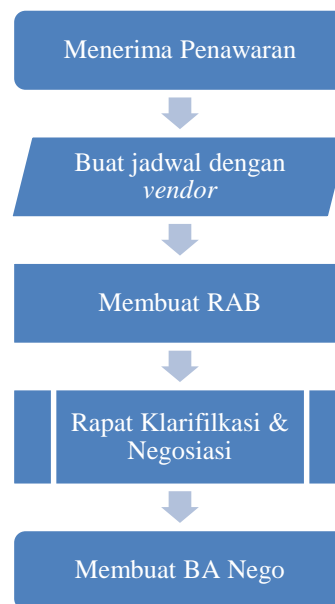 Menerima Penawaran
Buat jadwal dengan
vendor
Membuat RAB
Rapat Klarifilkasi &
Negosiasi
Membuat BA Nego